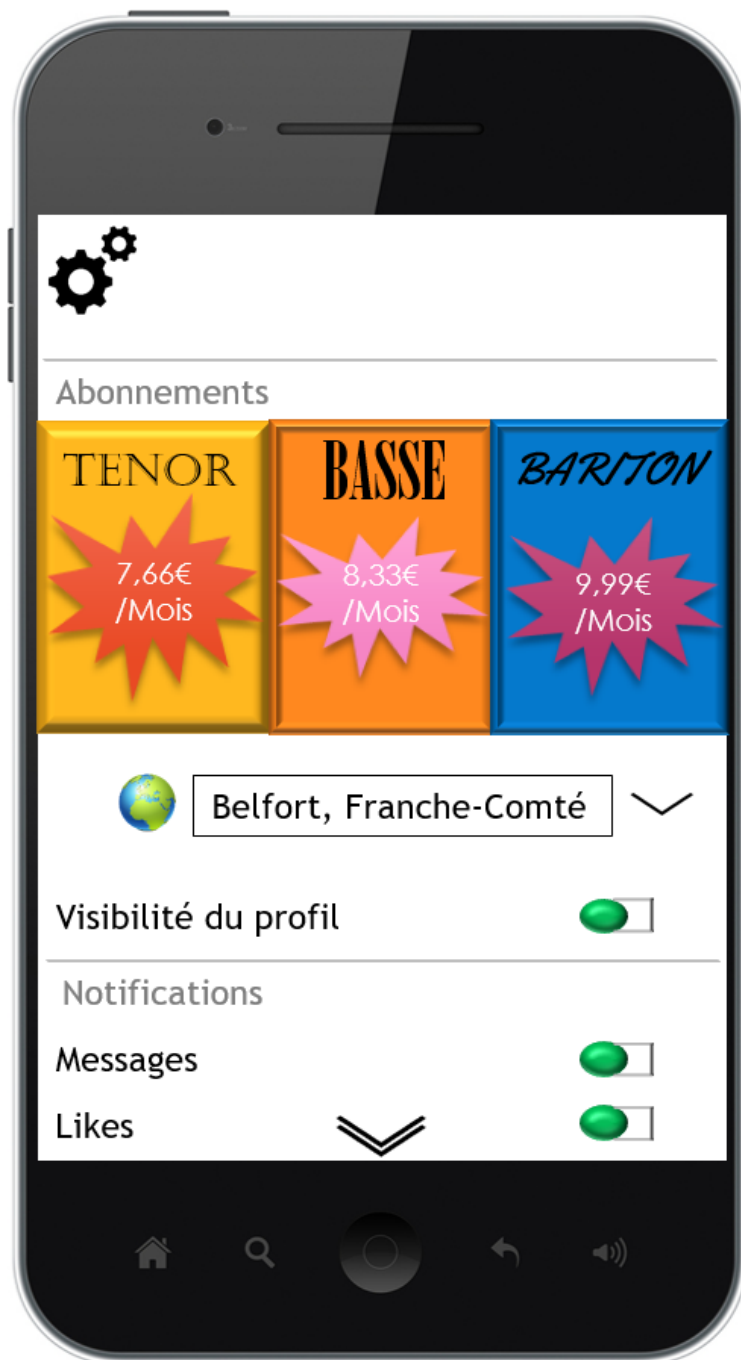 Abonnements
TENOR
7,66€
/Mois
BASSE
8,33€
/Mois
BARITON
9,99€
/Mois
Belfort, Franche-Comté
Visibilité du profil
Notifications
Messages
Likes